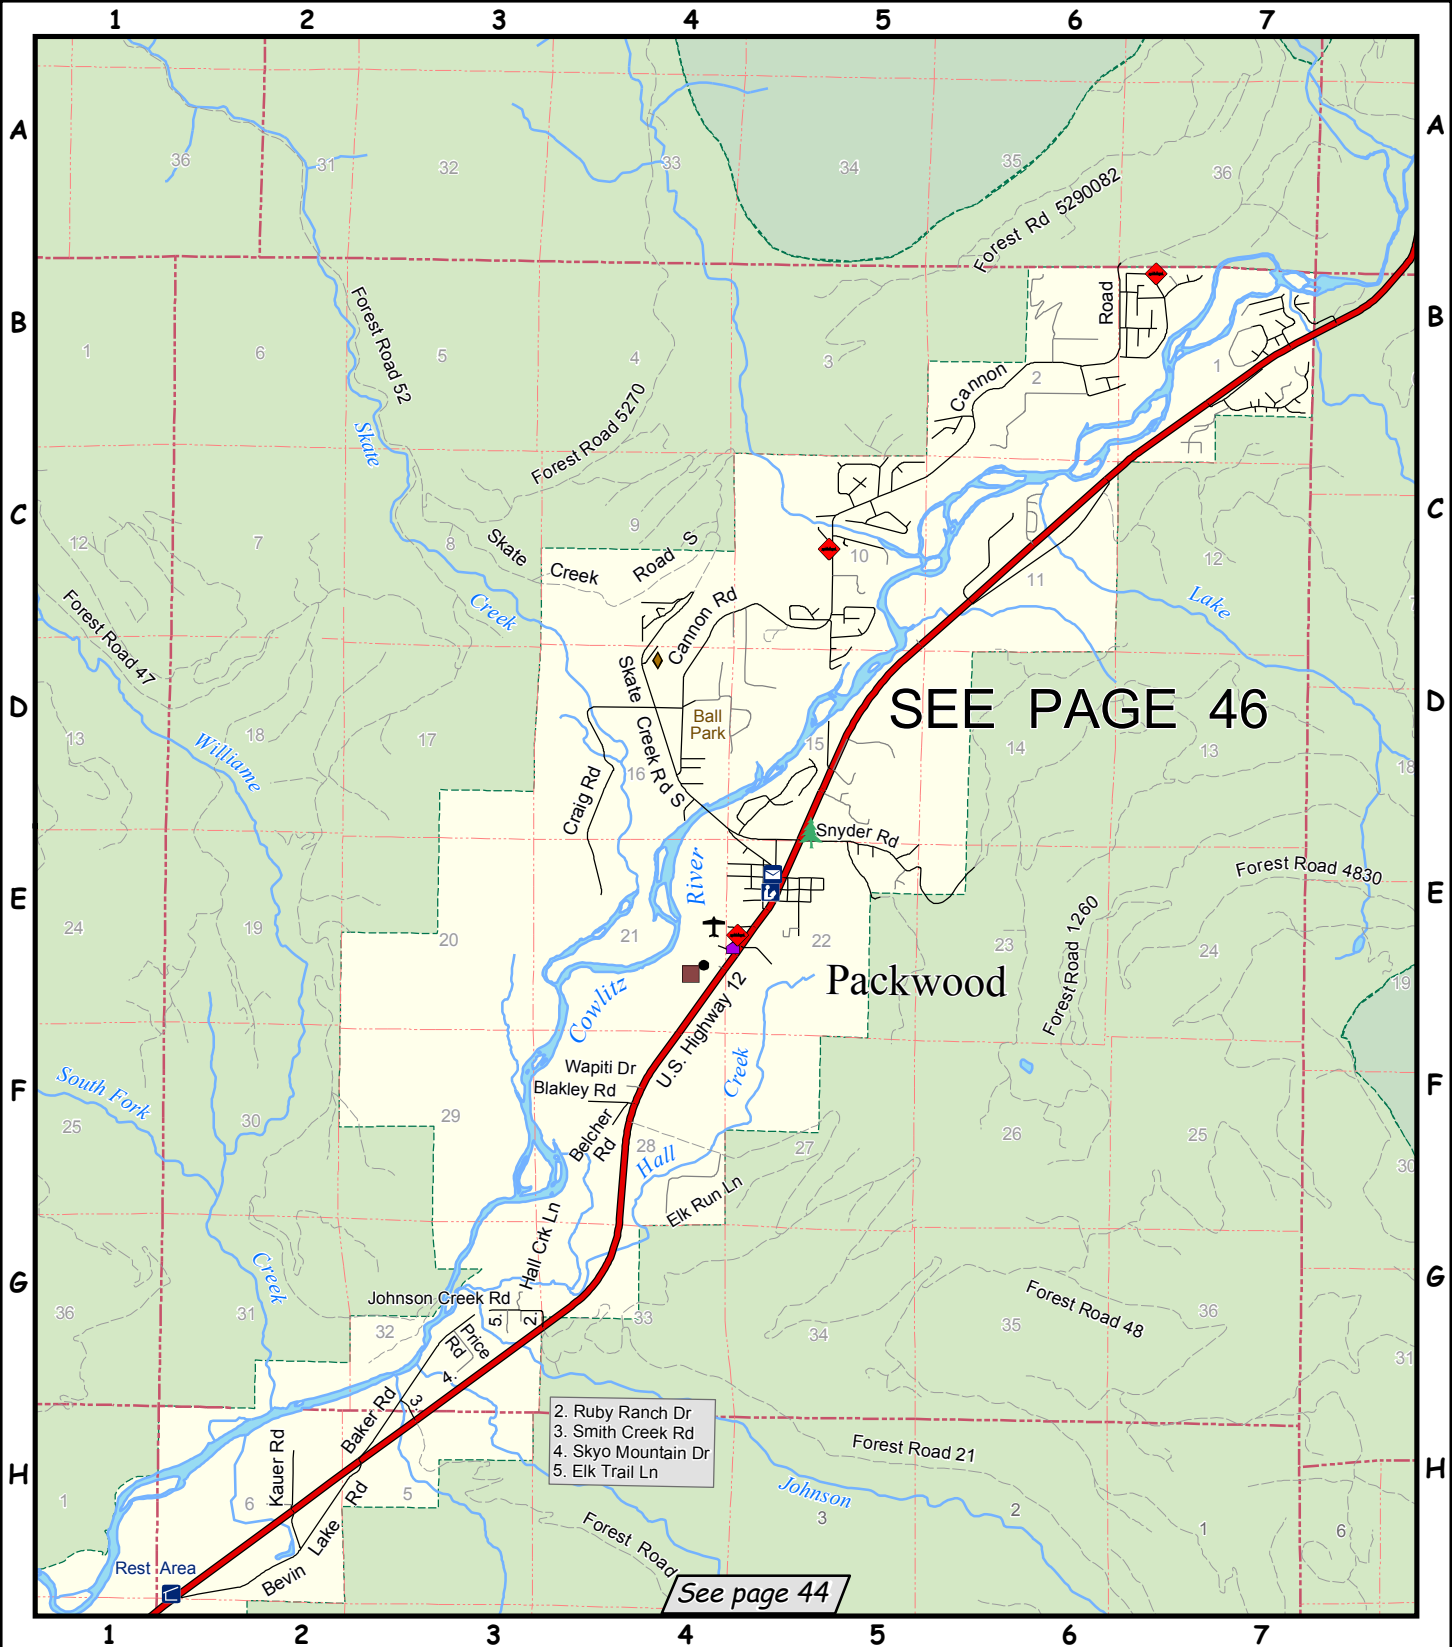 1 2 3 4 5 6 7
A A
36 31 32 33 34 35 36
Forest Rd 5290082
B B
Road
Forest Road 52
1 6 5 4 3 2 1
Cannon
Forest Road 5270
Skate
C C
12 7 8 9 10 11 12
Skate Creek Road S
Forest Road 47
Creek
Cannon Rd
Lake
D D
Skate Creek Rd S
SEE PAGE 46
Ball
Park
13 18 17 16 15 14 13 18
Williame
Craig Rd
Snyder Rd
River
E E
Forest Road 4830
Forest Road 1260
24 19 20 21 22 23 24 19
Packwood
Cowlitz
U.S. Highway 12
Wapiti Dr
Blakley Rd
Creek
F F
South Fork
Belcher
Rd
25 30 29 28 27 26 25 30
Hall
Elk Run Ln
Hall Crk Ln
G G
Creek
Johnson Creek Rd
5. 2.
Price
Rd
Forest Road 48
36 31 32 33 34 35 36 31
4.
3.
Baker Rd
2. Ruby Ranch Dr
3. Smith Creek Rd
4. Skyo Mountain Dr
5. Elk Trail Ln
Forest Road 21
H H
Kauer Rd
Johnson
1 6 5 3 2 1 6
Bevin Lake Rd
Forest Road
Rest Area
See page 44
1 2 3 4 5 6 7